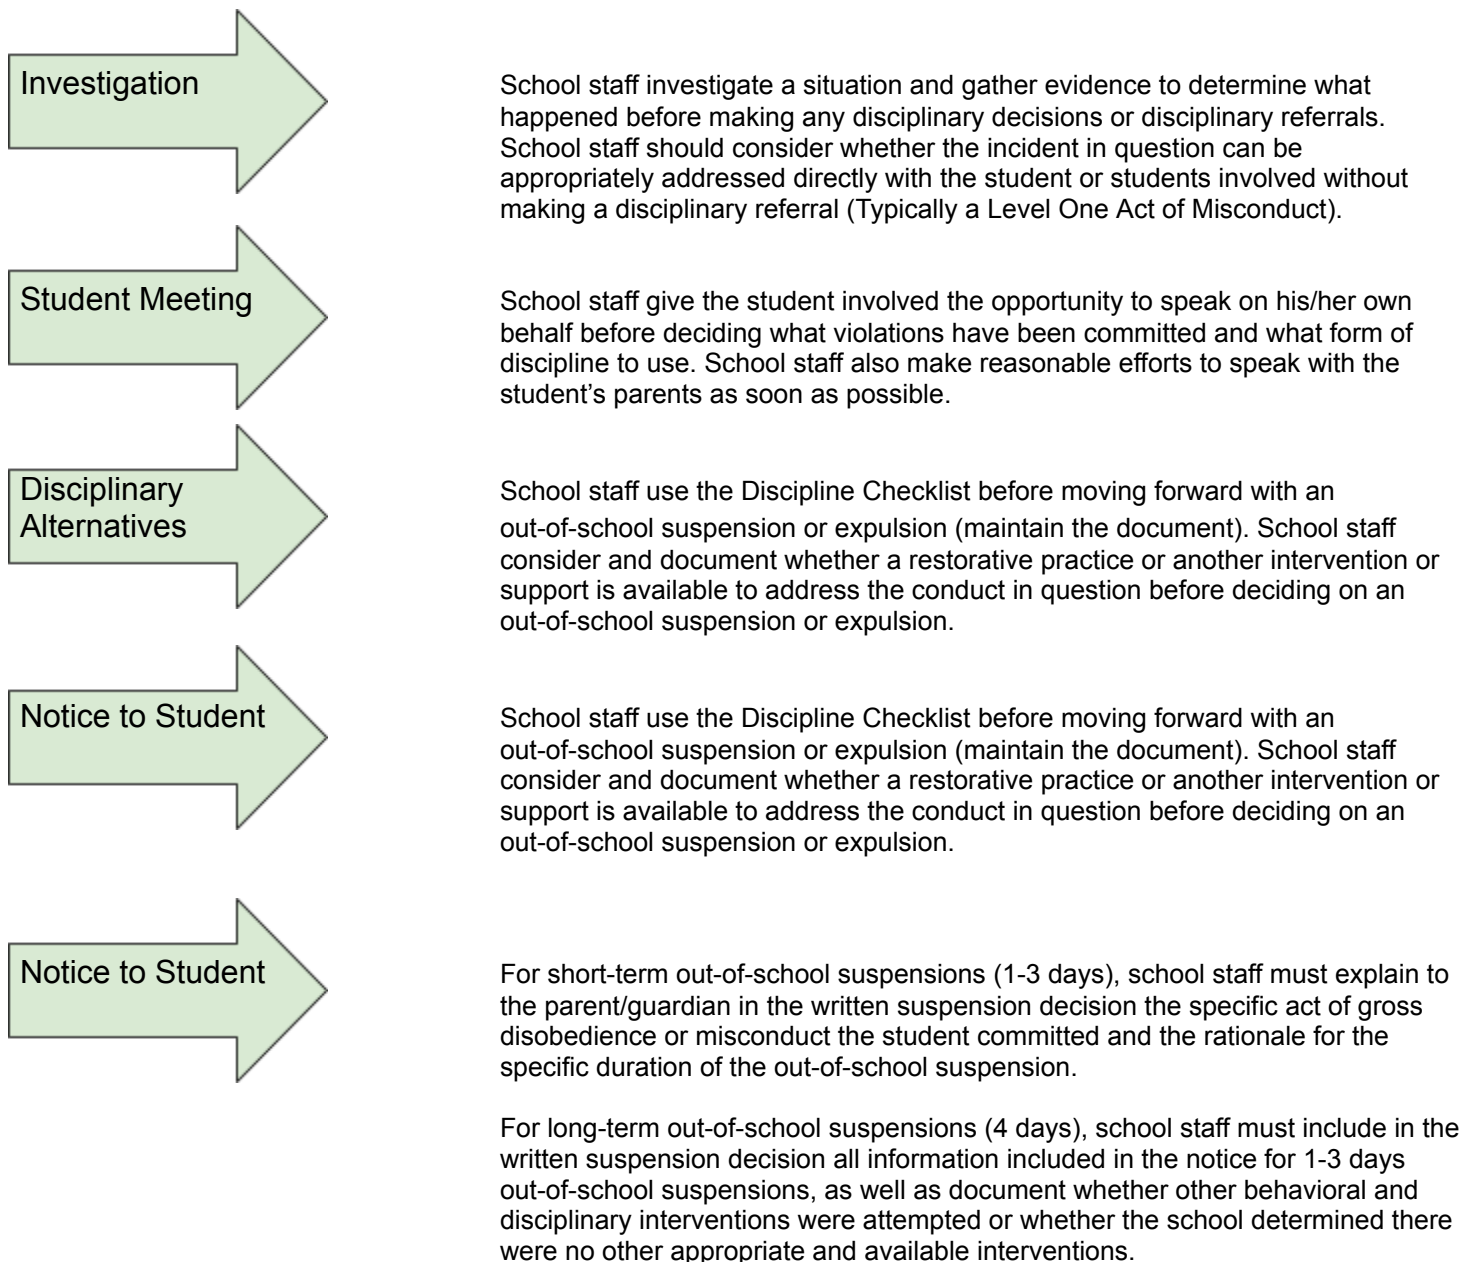 Investigation
School staff investigate a situation and gather evidence to determine what
happened before making any disciplinary decisions or disciplinary referrals.
School staff should consider whether the incident in question can be
appropriately addressed directly with the student or students involved without
making a disciplinary referral (Typically a Level One Act of Misconduct).
Student Meeting
School staff give the student involved the opportunity to speak on his/her own
behalf before deciding what violations have been committed and what form of
discipline to use. School staff also make reasonable efforts to speak with the
student’s parents as soon as possible.
Disciplinary
Alternatives
School staff use the Discipline Checklist before moving forward with an
out-of-school suspension or expulsion (maintain the document). School staff
consider and document whether a restorative practice or another intervention or
support is available to address the conduct in question before deciding on an
out-of-school suspension or expulsion.
Notice to Student
School staff use the Discipline Checklist before moving forward with an
out-of-school suspension or expulsion (maintain the document). School staff
consider and document whether a restorative practice or another intervention or
support is available to address the conduct in question before deciding on an
out-of-school suspension or expulsion.
Notice to Student
For short-term out-of-school suspensions (1-3 days), school staff must explain to
the parent/guardian in the written suspension decision the specific act of gross
disobedience or misconduct the student committed and the rationale for the
specific duration of the out-of-school suspension.
For long-term out-of-school suspensions (4 days), school staff must include in the
written suspension decision all information included in the notice for 1-3 days
out-of-school suspensions, as well as document whether other behavioral and
disciplinary interventions were attempted or whether the school determined there
were no other appropriate and available interventions.